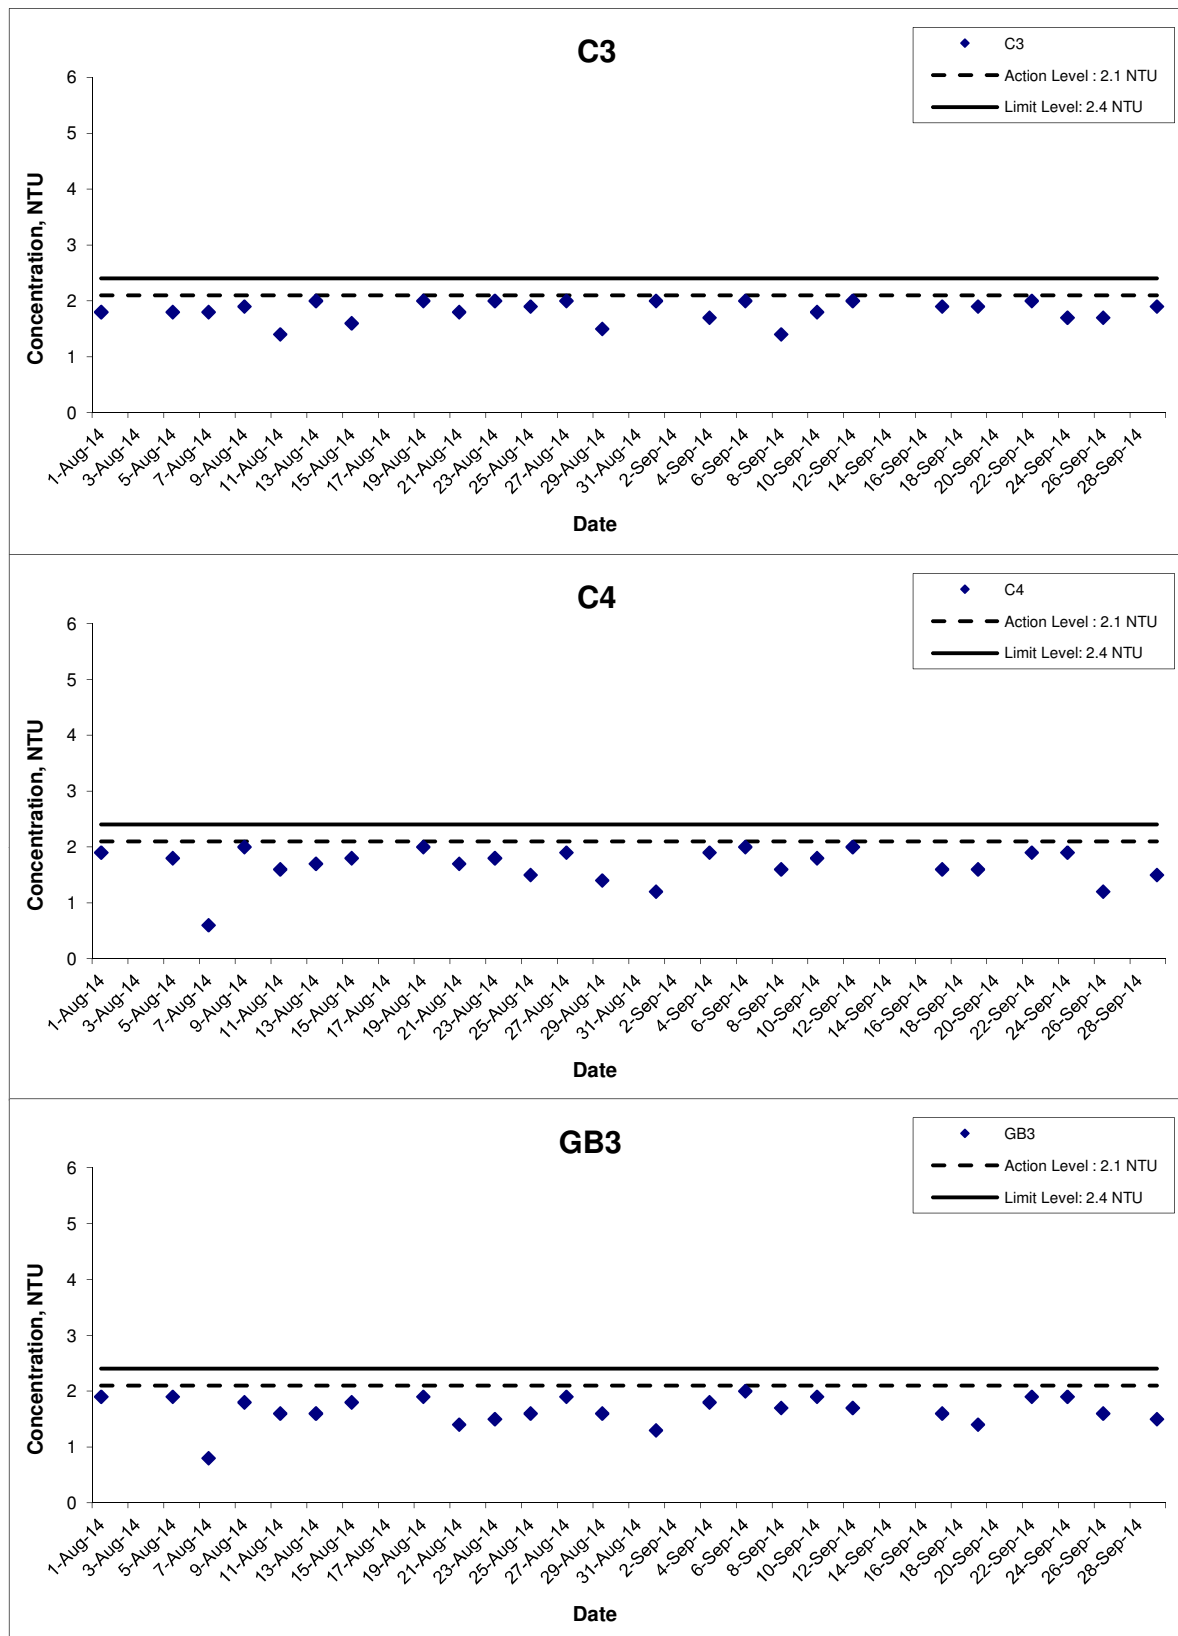 C3
C3
Action Level : 2.1 NTU
Limit Level: 2.4 NTU
Concentration, NTU
6
5
4
3
2
1
0
1-Aug-14
3-Aug-14
5-Aug-14
7-Aug-14
9-Aug-14
11-Aug-14
13-Aug-14
15-Aug-14
17-Aug-14
19-Aug-14
21-Aug-14
23-Aug-14
25-Aug-14
27-Aug-14
29-Aug-14
31-Aug-14
2-Sep-14
4-Sep-14
6-Sep-14
8-Sep-14
10-Sep-14
12-Sep-14
14-Sep-14
16-Sep-14
18-Sep-14
20-Sep-14
22-Sep-14
24-Sep-14
26-Sep-14
28-Sep-14
Date
C4
C4
Action Level : 2.1 NTU
Limit Level: 2.4 NTU
Concentration, NTU
6
5
4
3
2
1
0
1-Aug-14
3-Aug-14
5-Aug-14
7-Aug-14
9-Aug-14
11-Aug-14
13-Aug-14
15-Aug-14
17-Aug-14
19-Aug-14
21-Aug-14
23-Aug-14
25-Aug-14
27-Aug-14
29-Aug-14
31-Aug-14
2-Sep-14
4-Sep-14
6-Sep-14
8-Sep-14
10-Sep-14
12-Sep-14
14-Sep-14
16-Sep-14
18-Sep-14
20-Sep-14
22-Sep-14
24-Sep-14
26-Sep-14
28-Sep-14
Date
GB3
GB3
Action Level : 2.1 NTU
Limit Level: 2.4 NTU
Concentration, NTU
6
5
4
3
2
1
0
1-Aug-14
3-Aug-14
5-Aug-14
7-Aug-14
9-Aug-14
11-Aug-14
13-Aug-14
15-Aug-14
17-Aug-14
19-Aug-14
21-Aug-14
23-Aug-14
25-Aug-14
27-Aug-14
29-Aug-14
31-Aug-14
2-Sep-14
4-Sep-14
6-Sep-14
8-Sep-14
10-Sep-14
12-Sep-14
14-Sep-14
16-Sep-14
18-Sep-14
20-Sep-14
22-Sep-14
24-Sep-14
26-Sep-14
28-Sep-14
Date